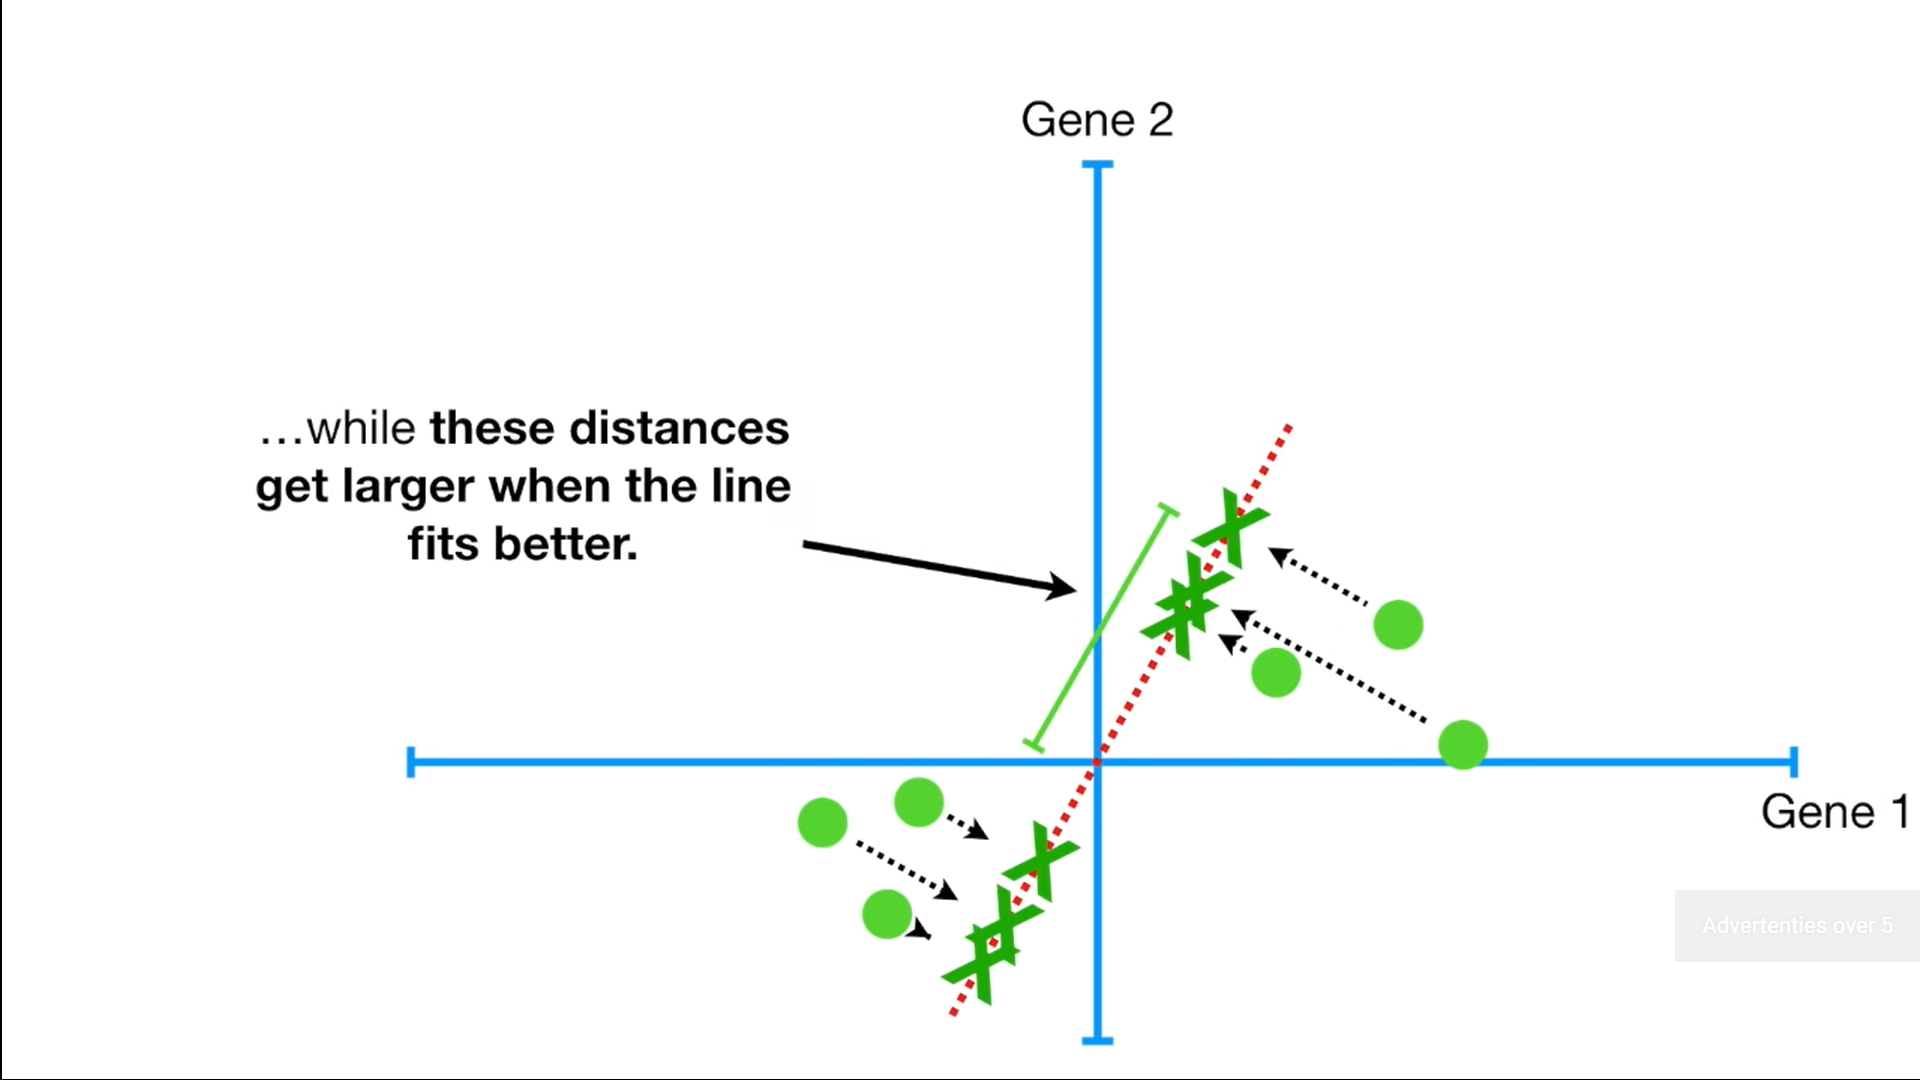 Gene 2
…while these distances
get larger when the line
fits better.
Gene 1
Advertenties over 5